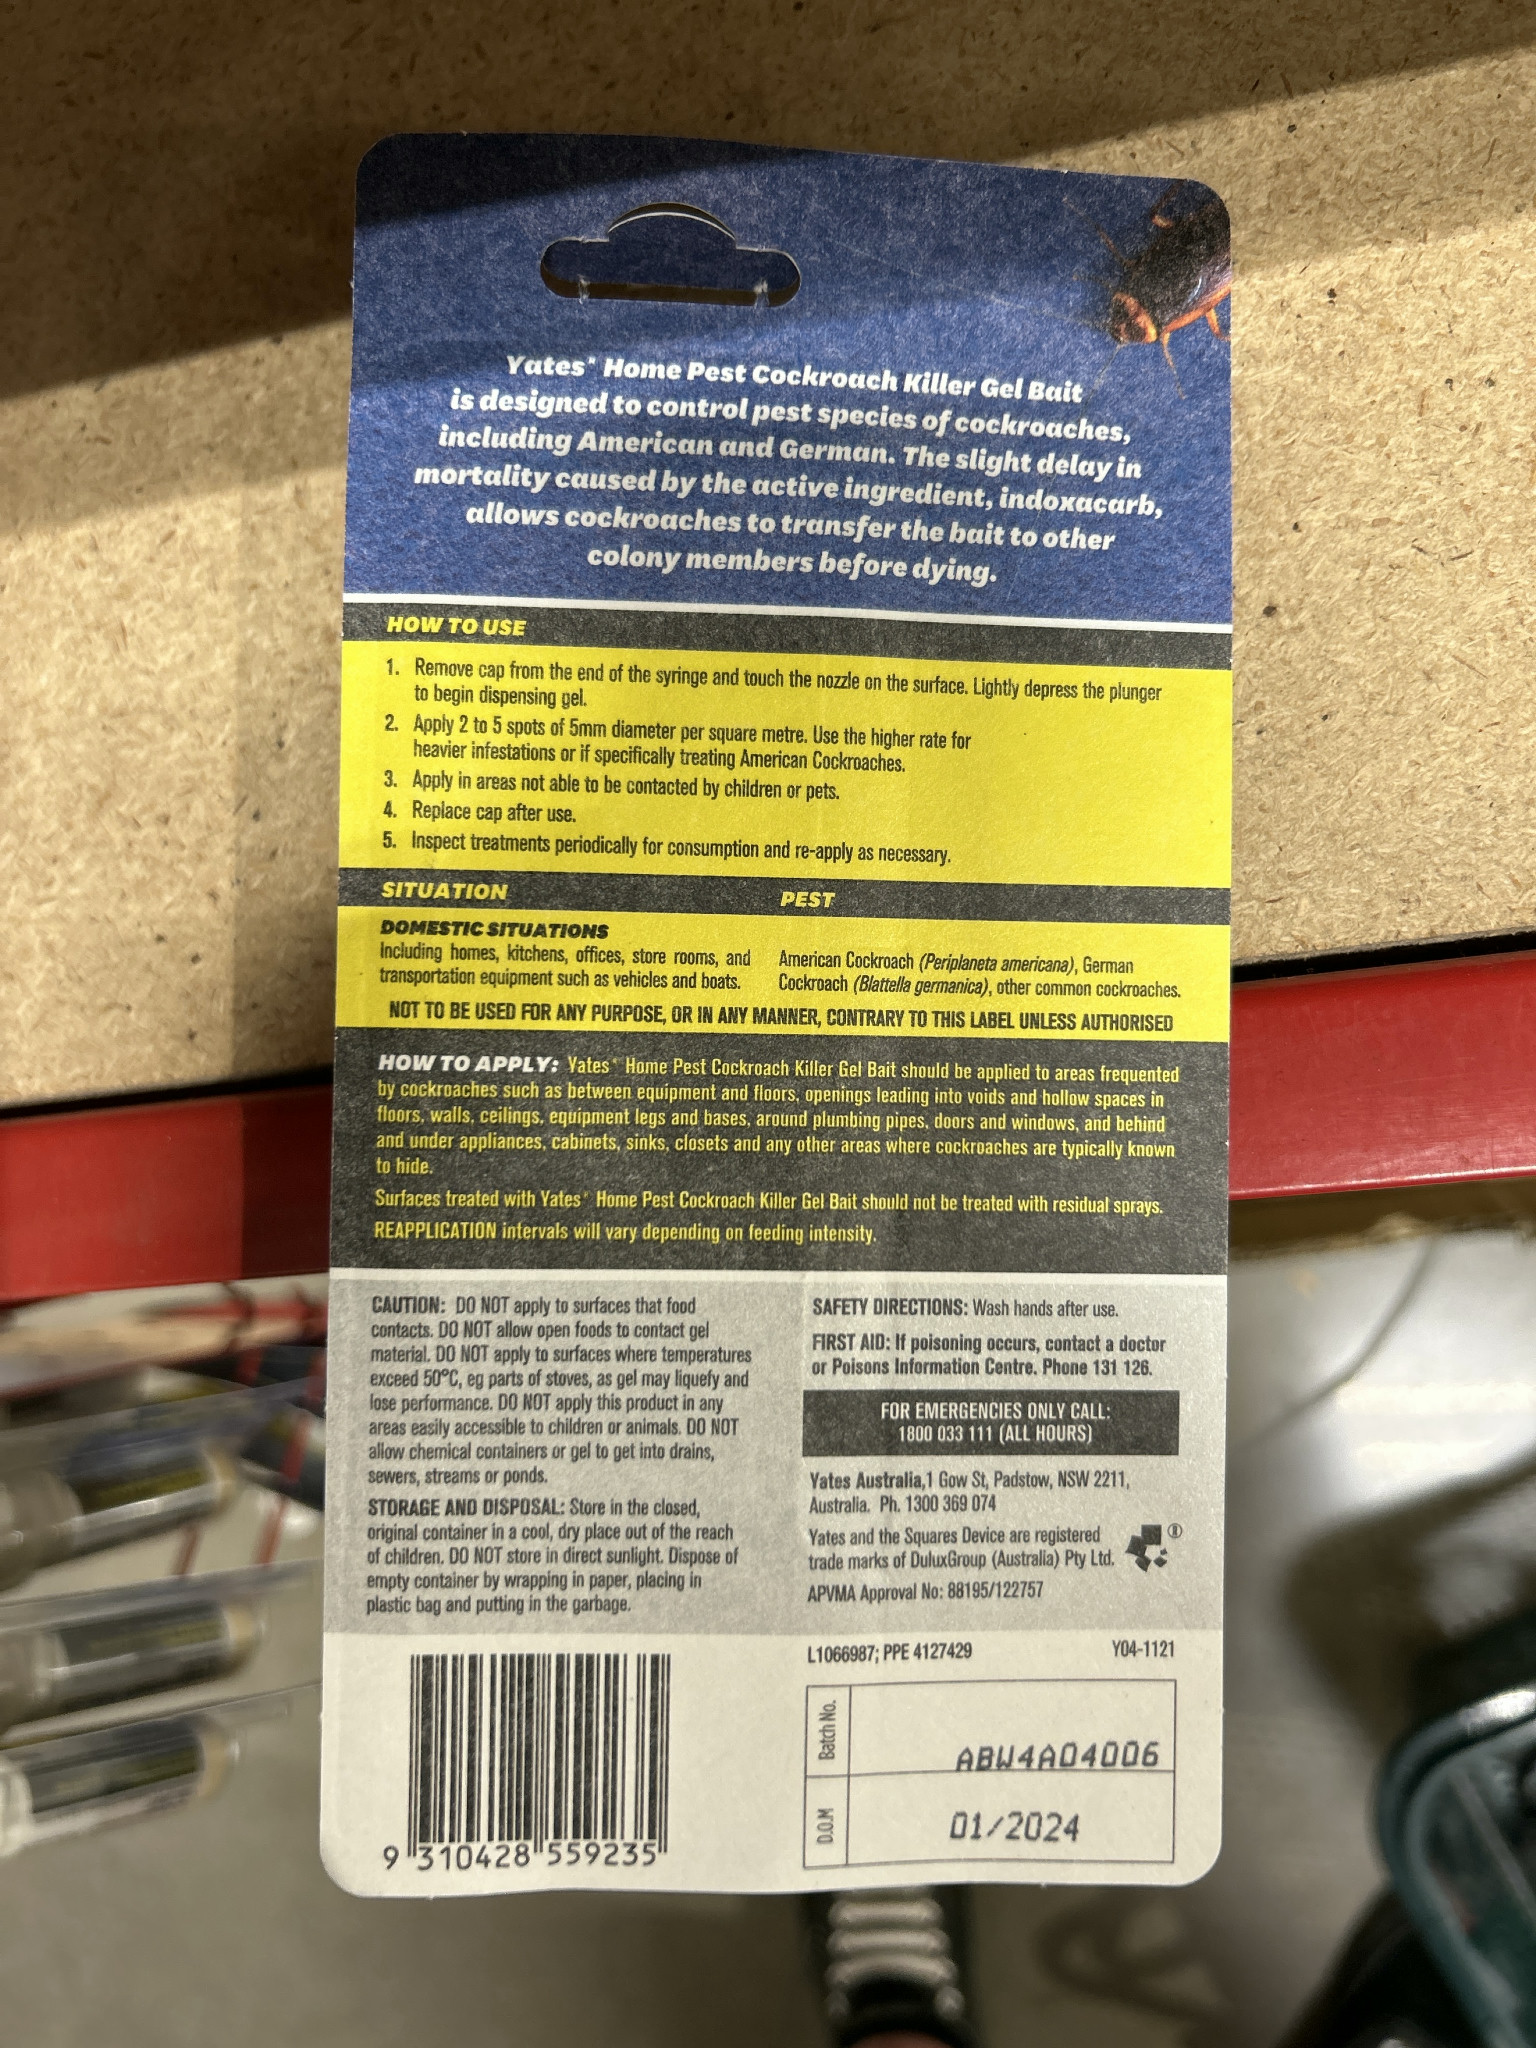 Yates® Home Pest Cockroach Killer Gel Bait
is designed to control pest species of cockroaches,
including American and German. The slight delay in
mortality caused by the active ingredient, indoxacarb,
allows cockroaches to transfer the bait to other
colony members before dying.
HOW TO USE
1. Remove cap from the end of the syringe and touch the nozzle on the surface. Lightly depress the plunger
to begin dispensing gel.
2. Apply 2 to 5 spots of 5mm diameter per square metre. Use the higher rate for
heavier infestations or if specifically treating American Cockroaches.
3. Apply in areas not able to be contacted by children or pets.
4. Replace cap after use.
5. Inspect treatments periodically for consumption and re-apply as necessary.
SITUATION
PEST
DOMESTIC SITUATIONS
Including homes, kitchens, offices, store rooms, and
transportation equipment such as vehicles and boats.
American Cockroach (Periplaneta americana), German
Cockroach (Blattella germanica), other common cockroaches.
NOT TO BE USED FOR ANY PURPOSE, OR IN ANY MANNER, CONTRARY TO THIS LABEL UNLESS AUTHORISED
HOW TO APPLY: Yates® Home Pest Cockroach Killer Gel Bait should be applied to areas frequented
by cockroaches such as between equipment and floors, openings leading into voids and hollow spaces in
floors, walls, ceilings, equipment legs and bases, around plumbing pipes, doors and windows, and behind
and under appliances, cabinets, sinks, closets and any other areas where cockroaches are typically known
to hide.
Surfaces treated with Yates® Home Pest Cockroach Killer Gel Bait should not be treated with residual sprays.
REAPPLICATION intervals will vary depending on feeding intensity.
CAUTION: DO NOT apply to surfaces that food
contacts. DO NOT allow open foods to contact gel
material. DO NOT apply to surfaces where temperatures
exceed 50°C, eg parts of stoves, as gel may liquefy and
lose performance. DO NOT apply this product in any
areas easily accessible to children or animals. DO NOT
allow chemical containers or gel to get into drains,
sewers, streams or ponds.
STORAGE AND DISPOSAL: Store in the closed,
original container in a cool, dry place out of the reach
of children. DO NOT store in direct sunlight. Dispose of
empty container by wrapping in paper, placing in
plastic bag and putting in the garbage.
SAFETY DIRECTIONS: Wash hands after use.
FIRST AID: If poisoning occurs, contact a doctor
or Poisons Information Centre. Phone 131 126.
FOR EMERGENCIES ONLY CALL:
1800 033 111 (ALL HOURS)
Yates Australia,1 Gow St, Padstow, NSW 2211,
Australia. Ph. 1300 369 074
Yates and the Squares Device are registered
trade marks of DuluxGroup (Australia) Pty Ltd.
®
APVMA Approval No: 88195/122757
L1066987; PPE 4127429
Y04-1121
Batch No.
ABW4A04006
D.O.M
01/2024
9 310428 559235